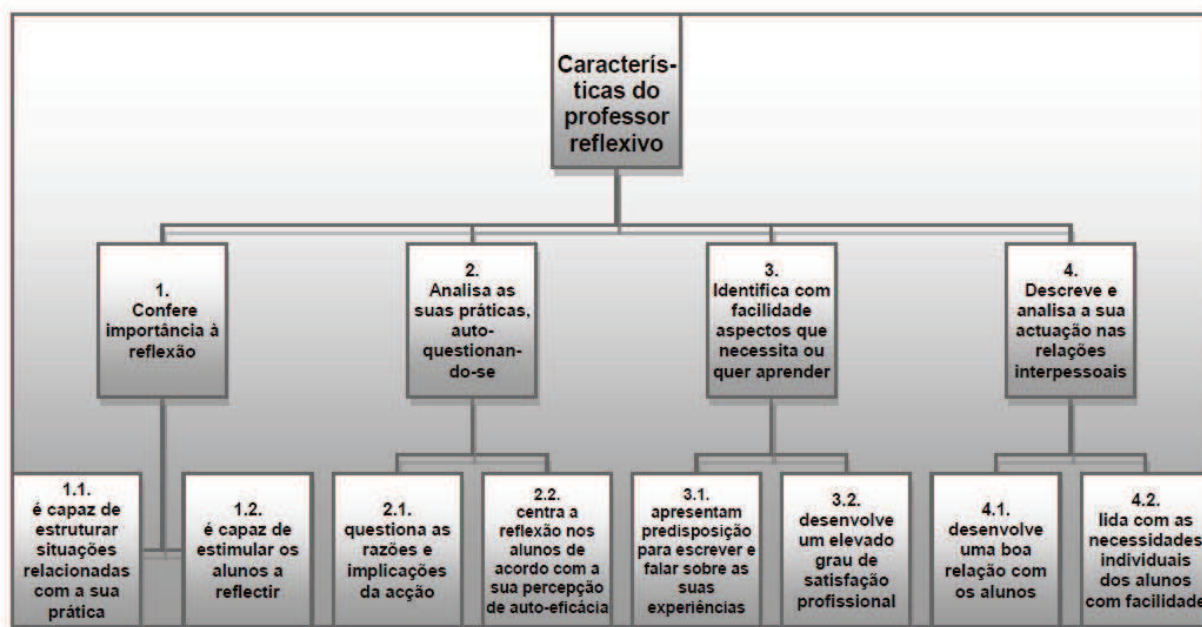 Caracterís-
ticas do
professor
reflexivo
1.
Confere
importância à
reflexão
2.
Analisa as
suas práticas,
auto-
questionan-
do-se
3.
Identifica com
facilidade
aspectos que
necessita ou
quer aprender
4.
Descreve e
analisa a sua
actuação nas
relações
interpessoais
1.1.
é capaz de
estruturar
situações
relacionadas
com a sua
prática
1.2.
é capaz de
estimular os
alunos a
reflectir
2.1.
questiona as
razões e
implicações
da acção
2.2.
centra a
reflexão nos
alunos de
acordo com a
sua percepção
de auto-eficácia
3.1.
apresentam
predisposição
para escrever e
falar sobre as
suas
experiências
3.2.
desenvolve
um elevado
grau de
satisfação
profissional
4.1.
desenvolve
uma boa
relação com
os alunos
4.2.
lida com as
necessidades
individuais
dos alunos
com facilidade